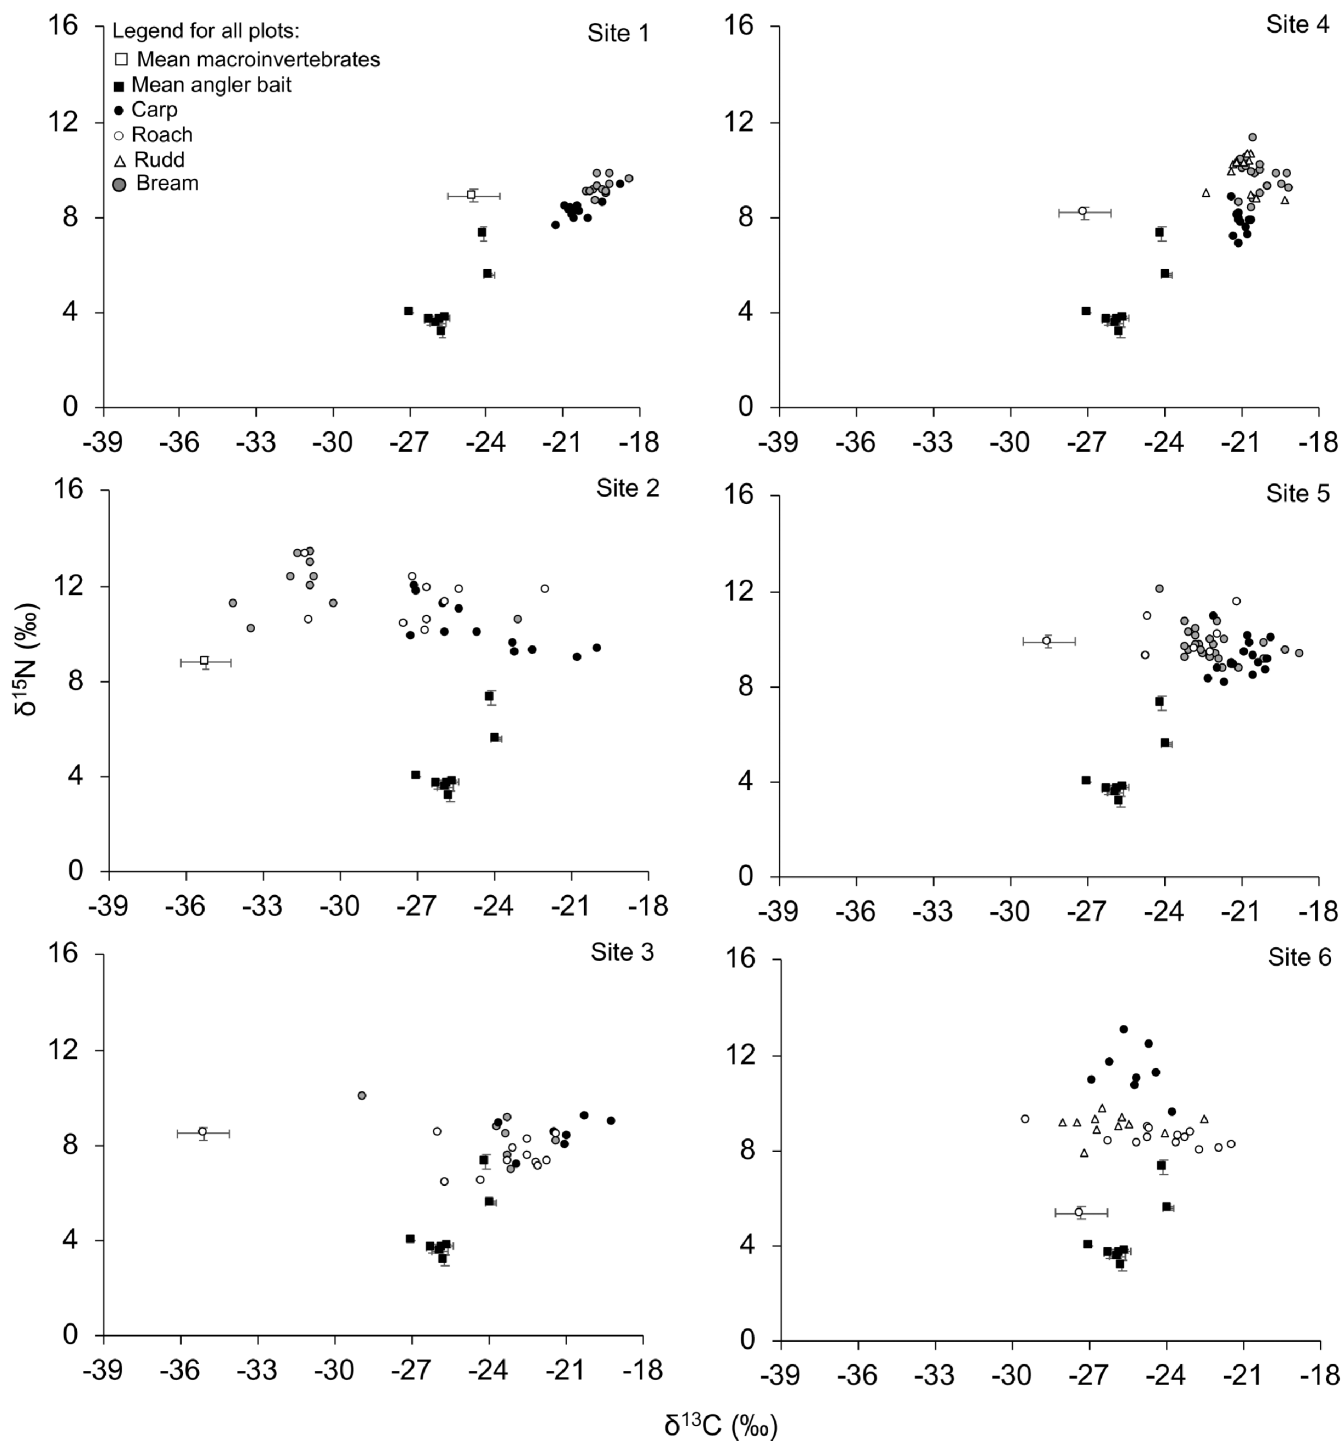 Legend for all plots:
Mean macroinvertebrates
Mean angler bait
Carp
Roach
Rudd
Bream
Site 1
16
12
8
4
0
-39 -36 -33 -30 -27 -24 -21 -18
Site 4
16
12
8
4
0
-39 -36 -33 -30 -27 -24 -21 -18
Site 2
16
12
8
4
0
-39 -36 -33 -30 -27 -24 -21 -18
Site 5
16
12
8
4
0
-39 -36 -33 -30 -27 -24 -21 -18
δ¹⁵N (‰)
Site 3
16
12
8
4
0
-39 -36 -33 -30 -27 -24 -21 -18
Site 6
16
12
8
4
0
-39 -36 -33 -30 -27 -24 -21 -18
δ¹³C (‰)